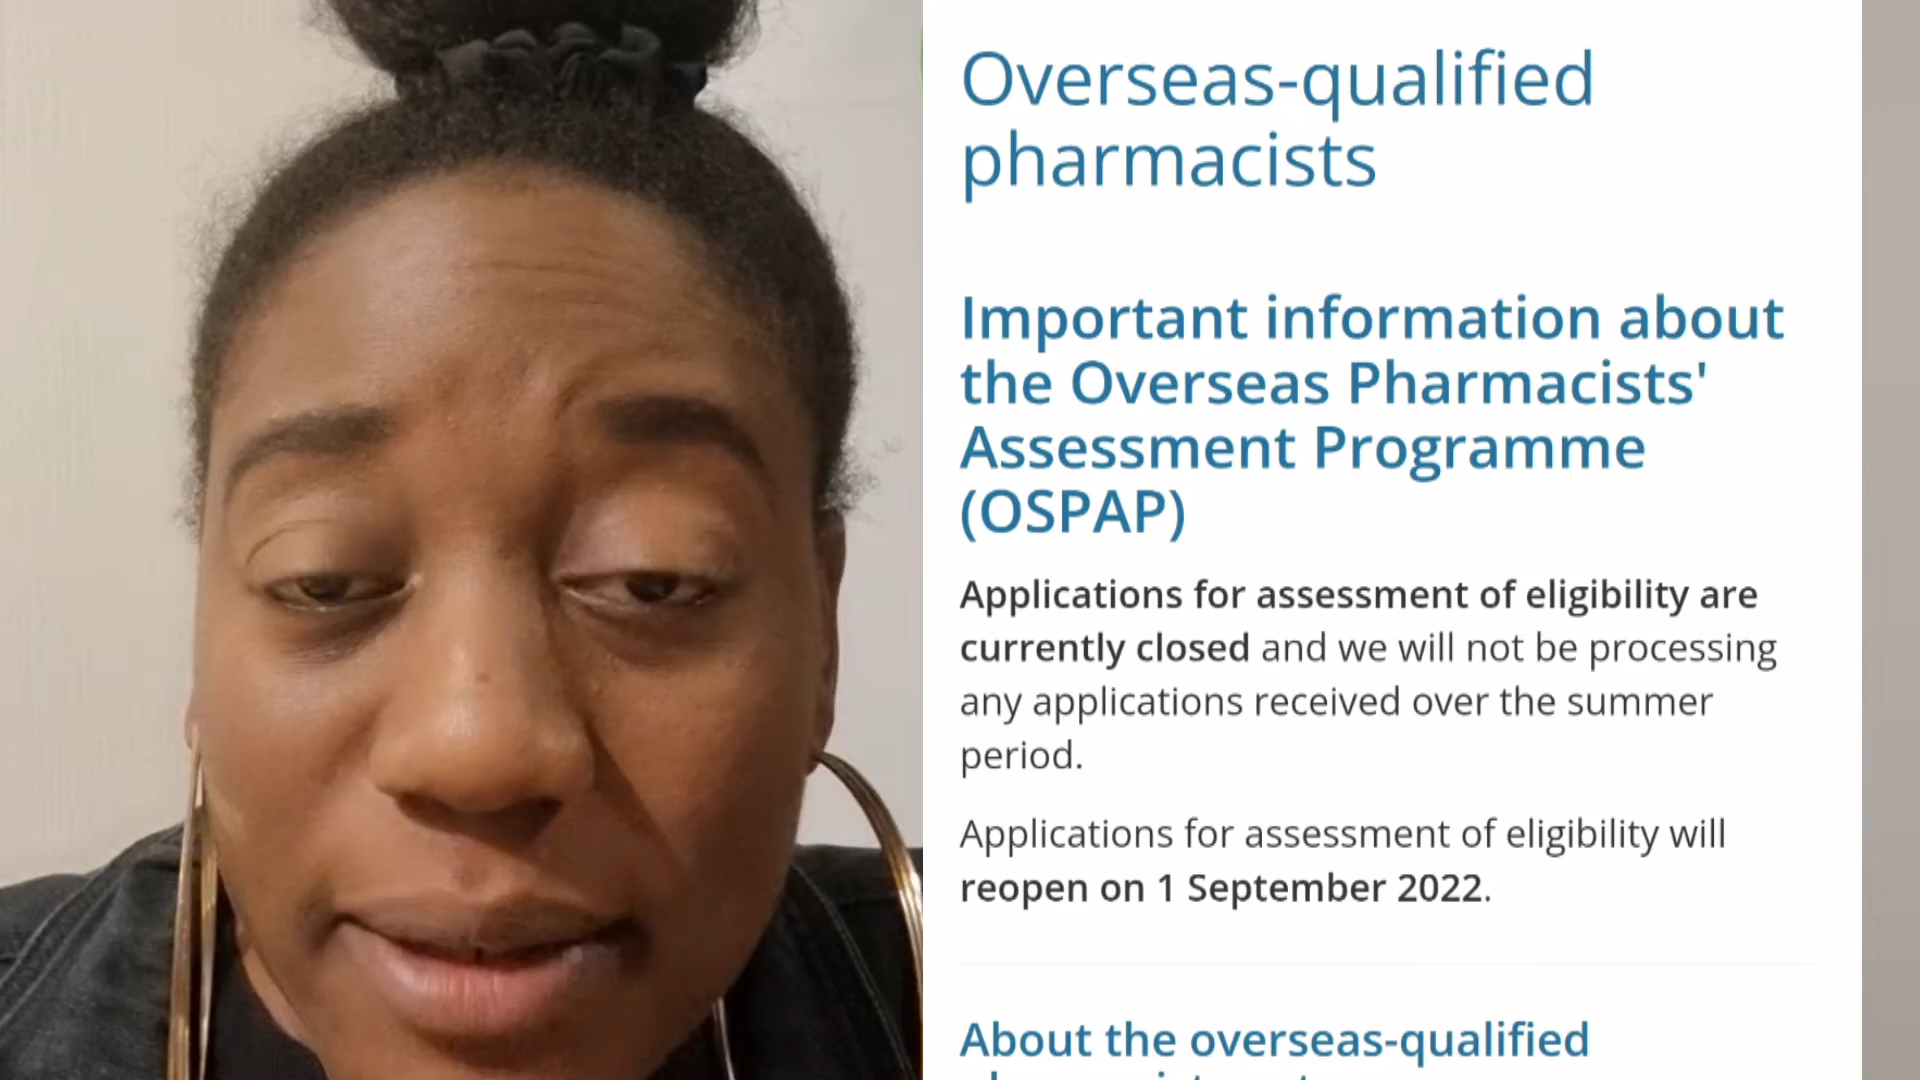 Overseas-qualified
pharmacists
Important information about
the Overseas Pharmacists'
Assessment Programme
(OSPAP)
Applications for assessment of eligibility are
currently closed and we will not be processing
any applications received over the summer
period.
Applications for assessment of eligibility will
reopen on 1 September 2022.
About the overseas-qualified